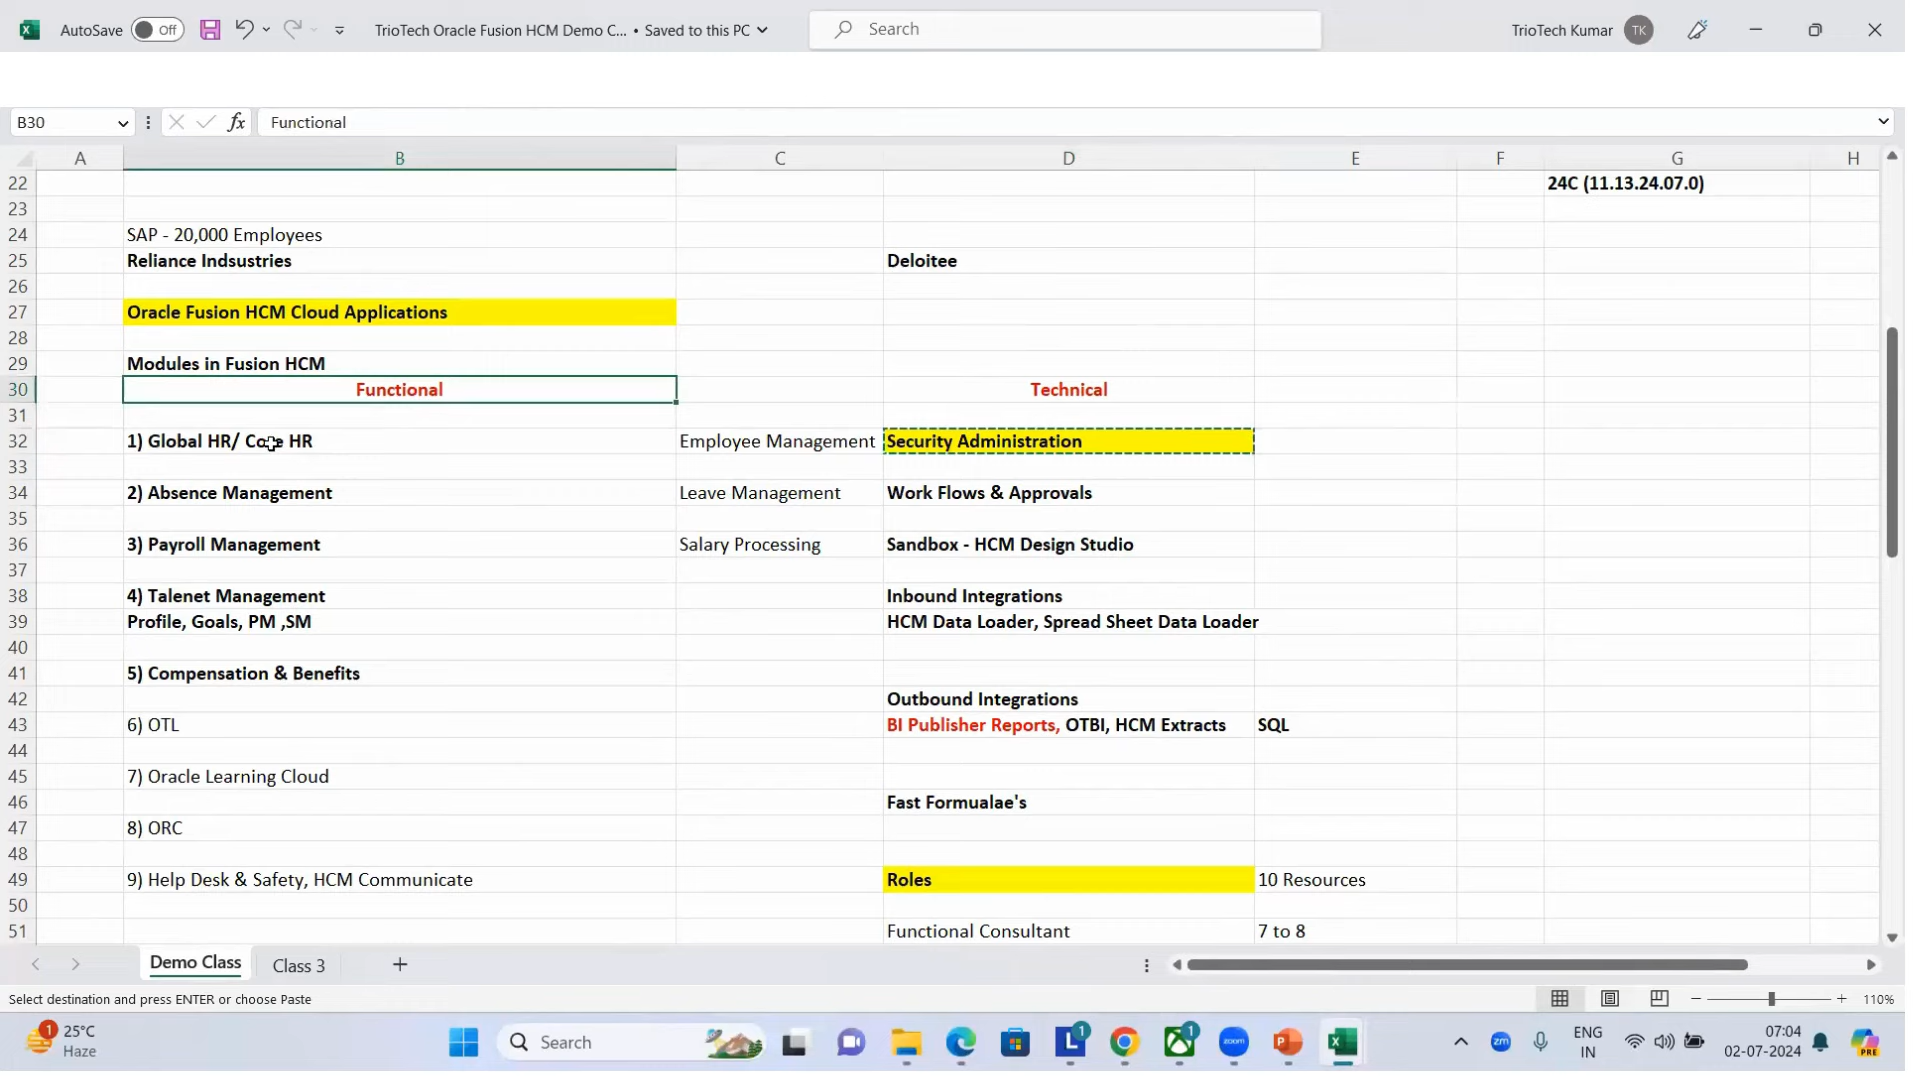 AutoSave Off TrioTech Oracle Fusion HCM Demo C... • Saved to this PC Search TrioTech Kumar TK
B30 fx Functional
A B C D E F G H
22 24C (11.13.24.07.0)
23
24 SAP - 20,000 Employees
25 Reliance Indsustries Deloitee
26
27 Oracle Fusion HCM Cloud Applications
28
29 Modules in Fusion HCM
30 Functional Technical
31
32 1) Global HR/ Core HR Employee Management Security Administration
33
34 2) Absence Management Leave Management Work Flows & Approvals
35
36 3) Payroll Management Salary Processing Sandbox - HCM Design Studio
37
38 4) Talenet Management Inbound Integrations
39 Profile, Goals, PM ,SM HCM Data Loader, Spread Sheet Data Loader
40
41 5) Compensation & Benefits
42 Outbound Integrations
43 6) OTL BI Publisher Reports, OTBI, HCM Extracts SQL
44
45 7) Oracle Learning Cloud
46 Fast Formualae's
47 8) ORC
48
49 9) Help Desk & Safety, HCM Communicate Roles 10 Resources
50
51 Functional Consultant 7 to 8
Demo Class Class 3
Select destination and press ENTER or choose Paste 110%
1 25°C Haze Search 1 1 zoom zm ENG IN 07:04 02-07-2024 PRE